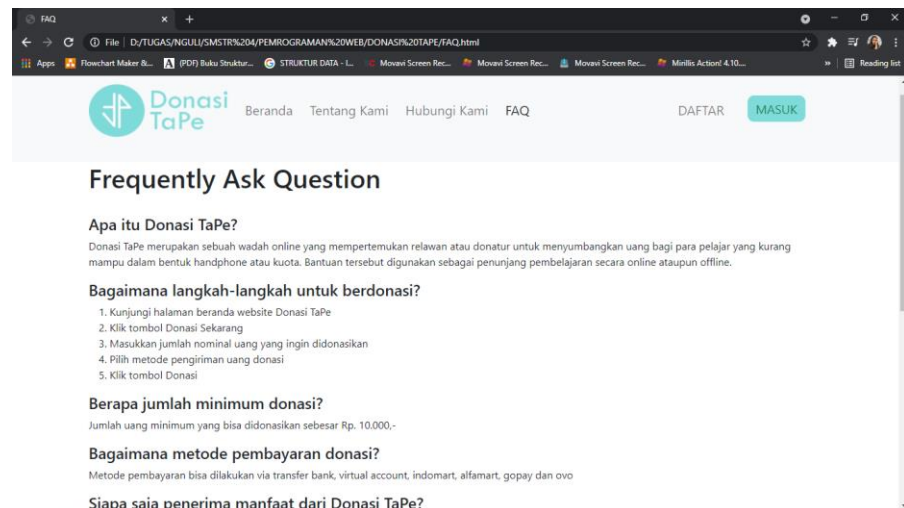 FAQ
File | D:/TUGAS/NGULI/SMSTR%204/PEMROGRAMAN%20WEB/DONASI%20TAPE/FAQ.html
Apps Flowchart Maker &... (PDF) Buku Struktur... STRUKTUR DATA - L... Movavi Screen Rec... Movavi Screen Rec... Movavi Screen Rec... Mirillis Action! 4.10... » Reading list
Donasi
TaPe
Beranda Tentang Kami Hubungi Kami FAQ DAFTAR MASUK
Frequently Ask Question
Apa itu Donasi TaPe?
Donasi TaPe merupakan sebuah wadah online yang mempertemukan relawan atau donatur untuk menyumbangkan uang bagi para pelajar yang kurang
mampu dalam bentuk handphone atau kuota. Bantuan tersebut digunakan sebagai penunjang pembelajaran secara online ataupun offline.
Bagaimana langkah-langkah untuk berdonasi?
1. Kunjungi halaman beranda website Donasi TaPe
2. Klik tombol Donasi Sekarang
3. Masukkan jumlah nominal uang yang ingin didonasikan
4. Pilih metode pengiriman uang donasi
5. Klik tombol Donasi
Berapa jumlah minimum donasi?
Jumlah uang minimum yang bisa didonasikan sebesar Rp. 10.000,-
Bagaimana metode pembayaran donasi?
Metode pembayaran bisa dilakukan via transfer bank, virtual account, indomart, alfamart, gopay dan ovo
Siapa saja penerima manfaat dari Donasi TaPe?